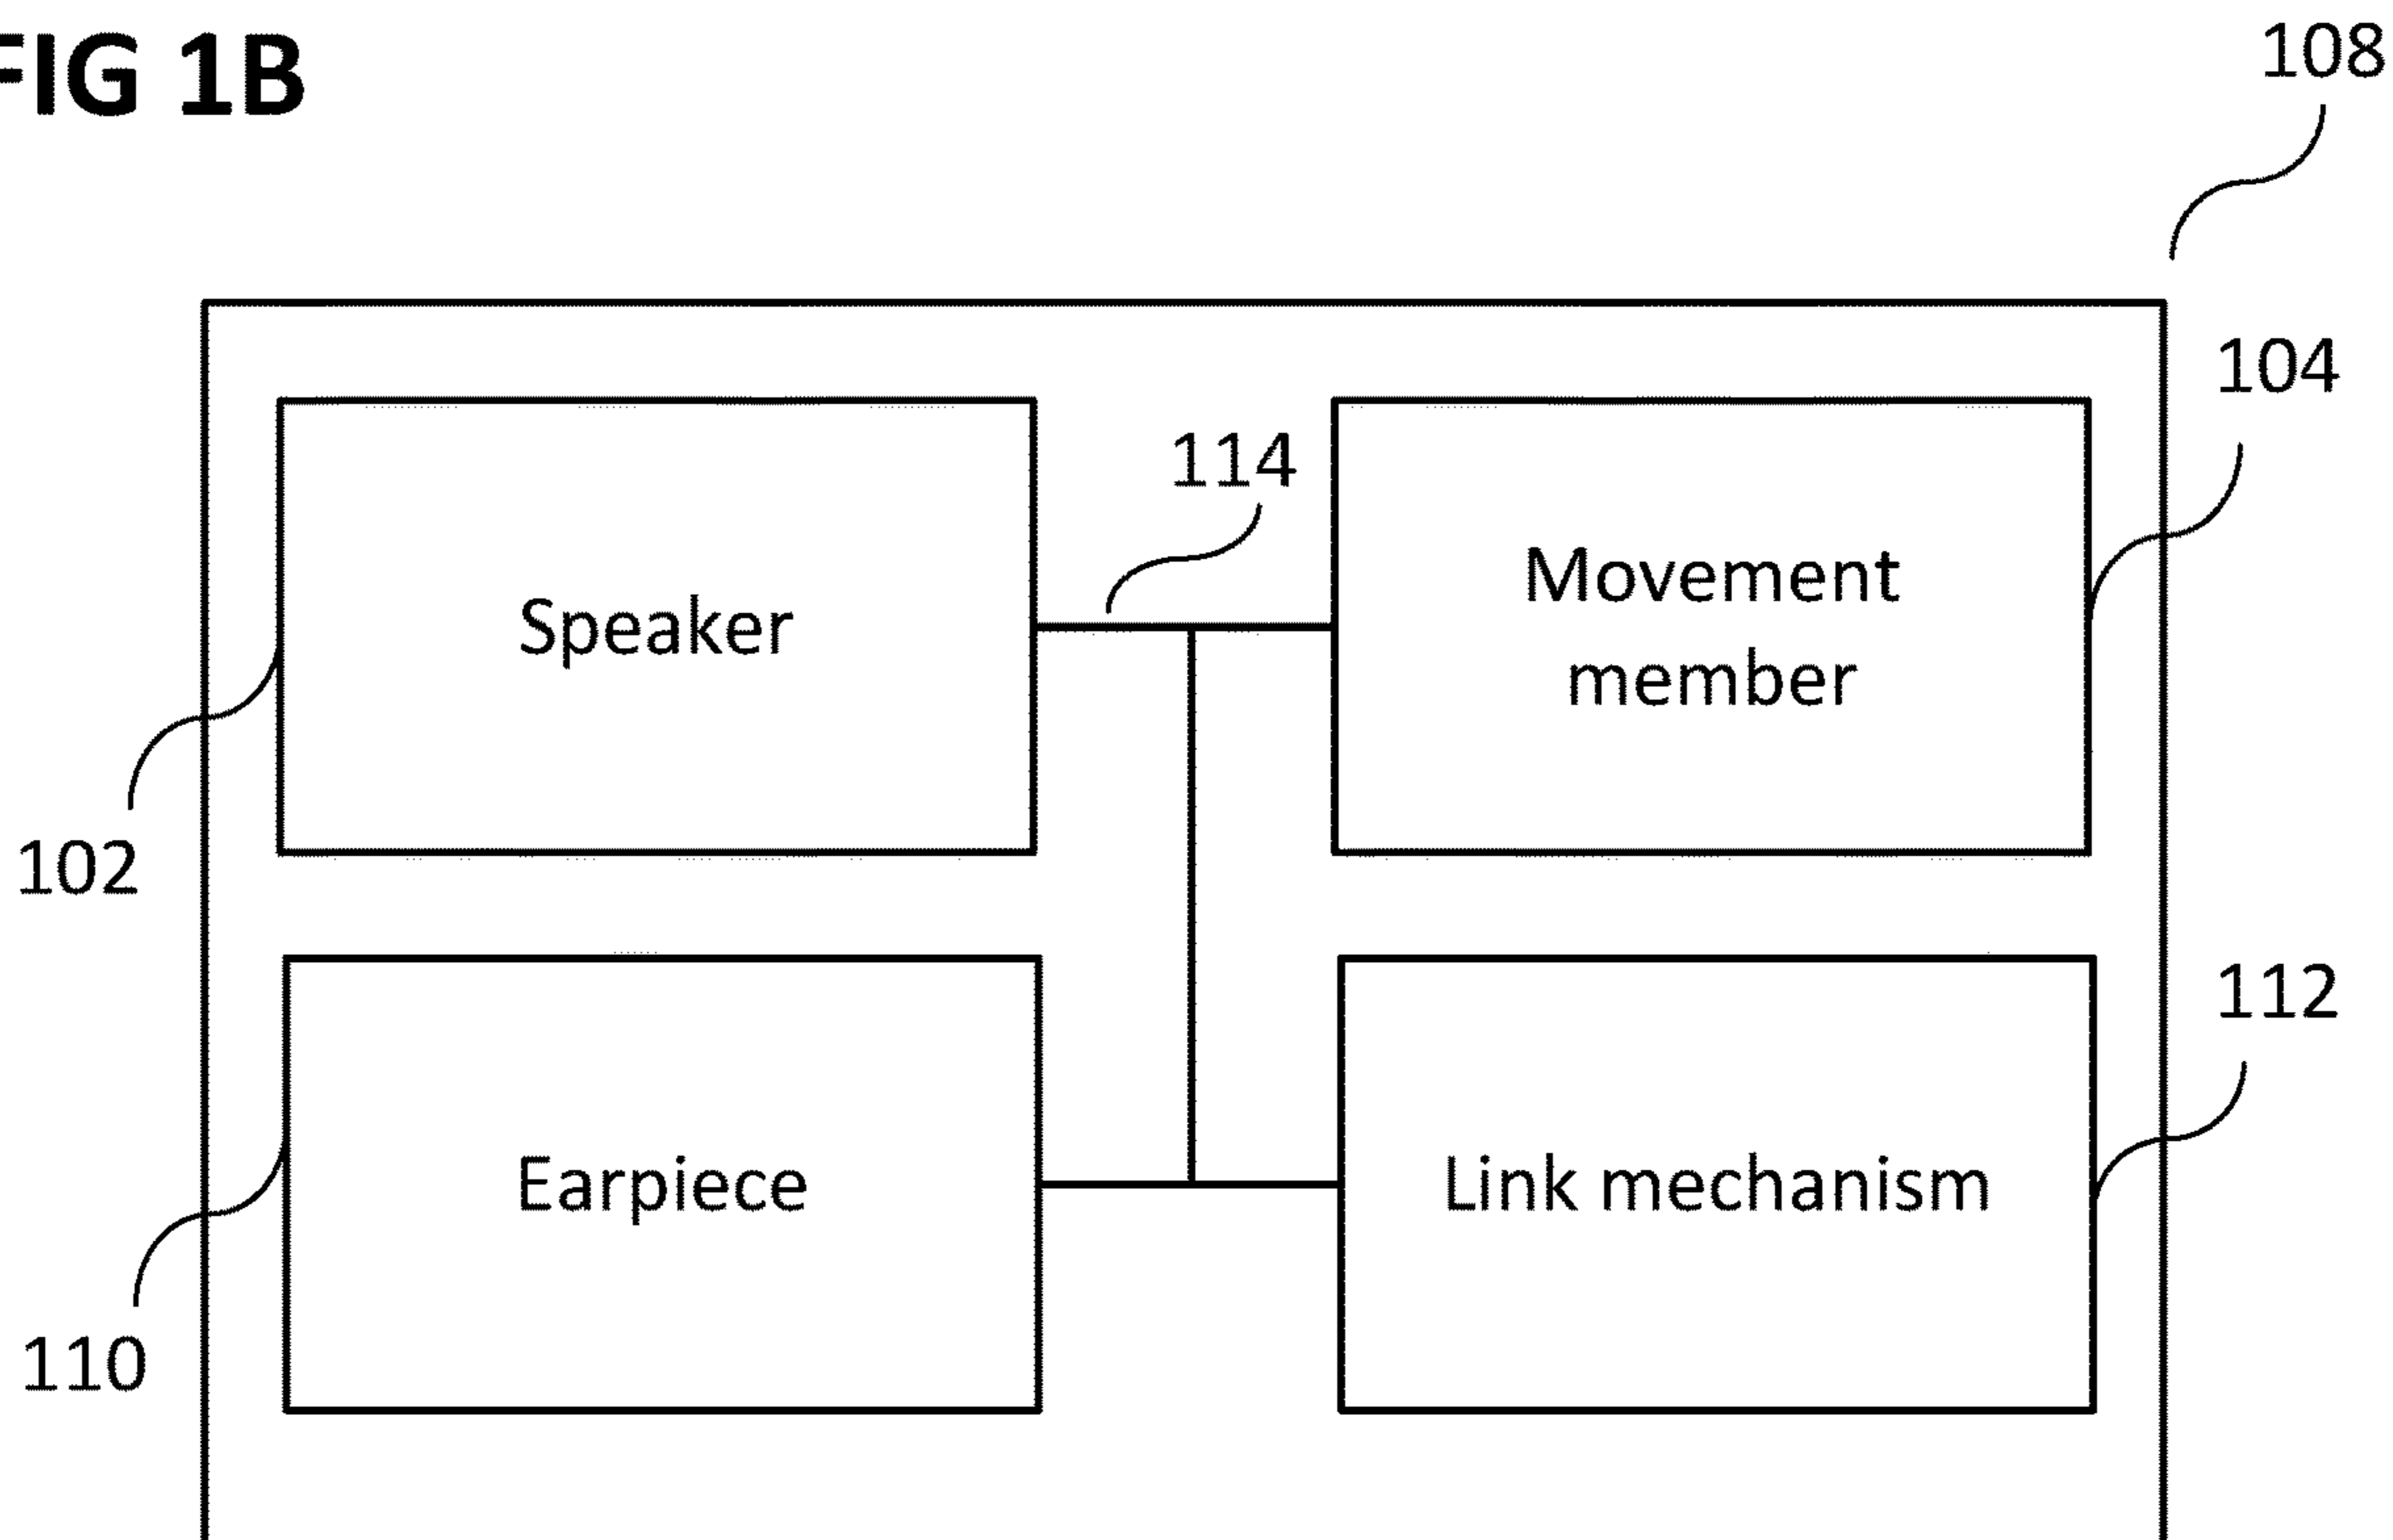 FIG 1B
108
104
114
Speaker
Movement
member
102
112
Earpiece
Link mechanism
110